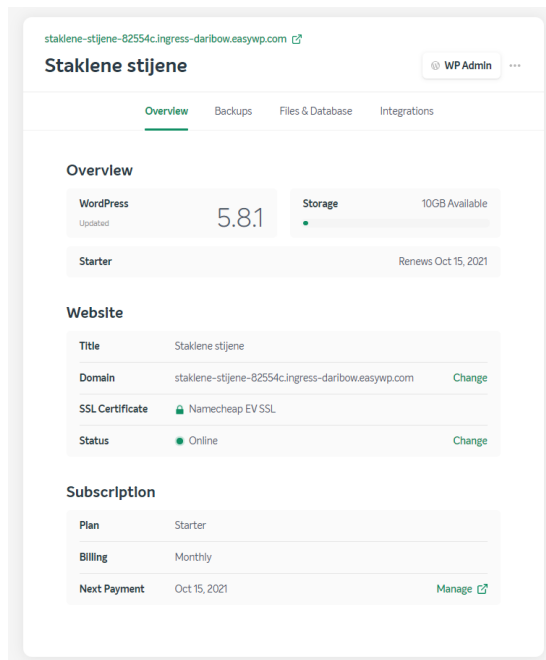 staklene-stijene-82554c.ingress-daribow.easywp.com
Staklene stijene
WP Admin
Overview Backups Files & Database Integrations
Overview
WordPress
Updated
5.8.1
Storage 10GB Available
Starter Renews Oct 15, 2021
Website
Title Staklene stijene
Domain staklene-stijene-82554c.ingress-daribow.easywp.com Change
SSL Certificate Namecheap EV SSL
Status Online Change
Subscription
Plan Starter
Billing Monthly
Next Payment Oct 15, 2021 Manage